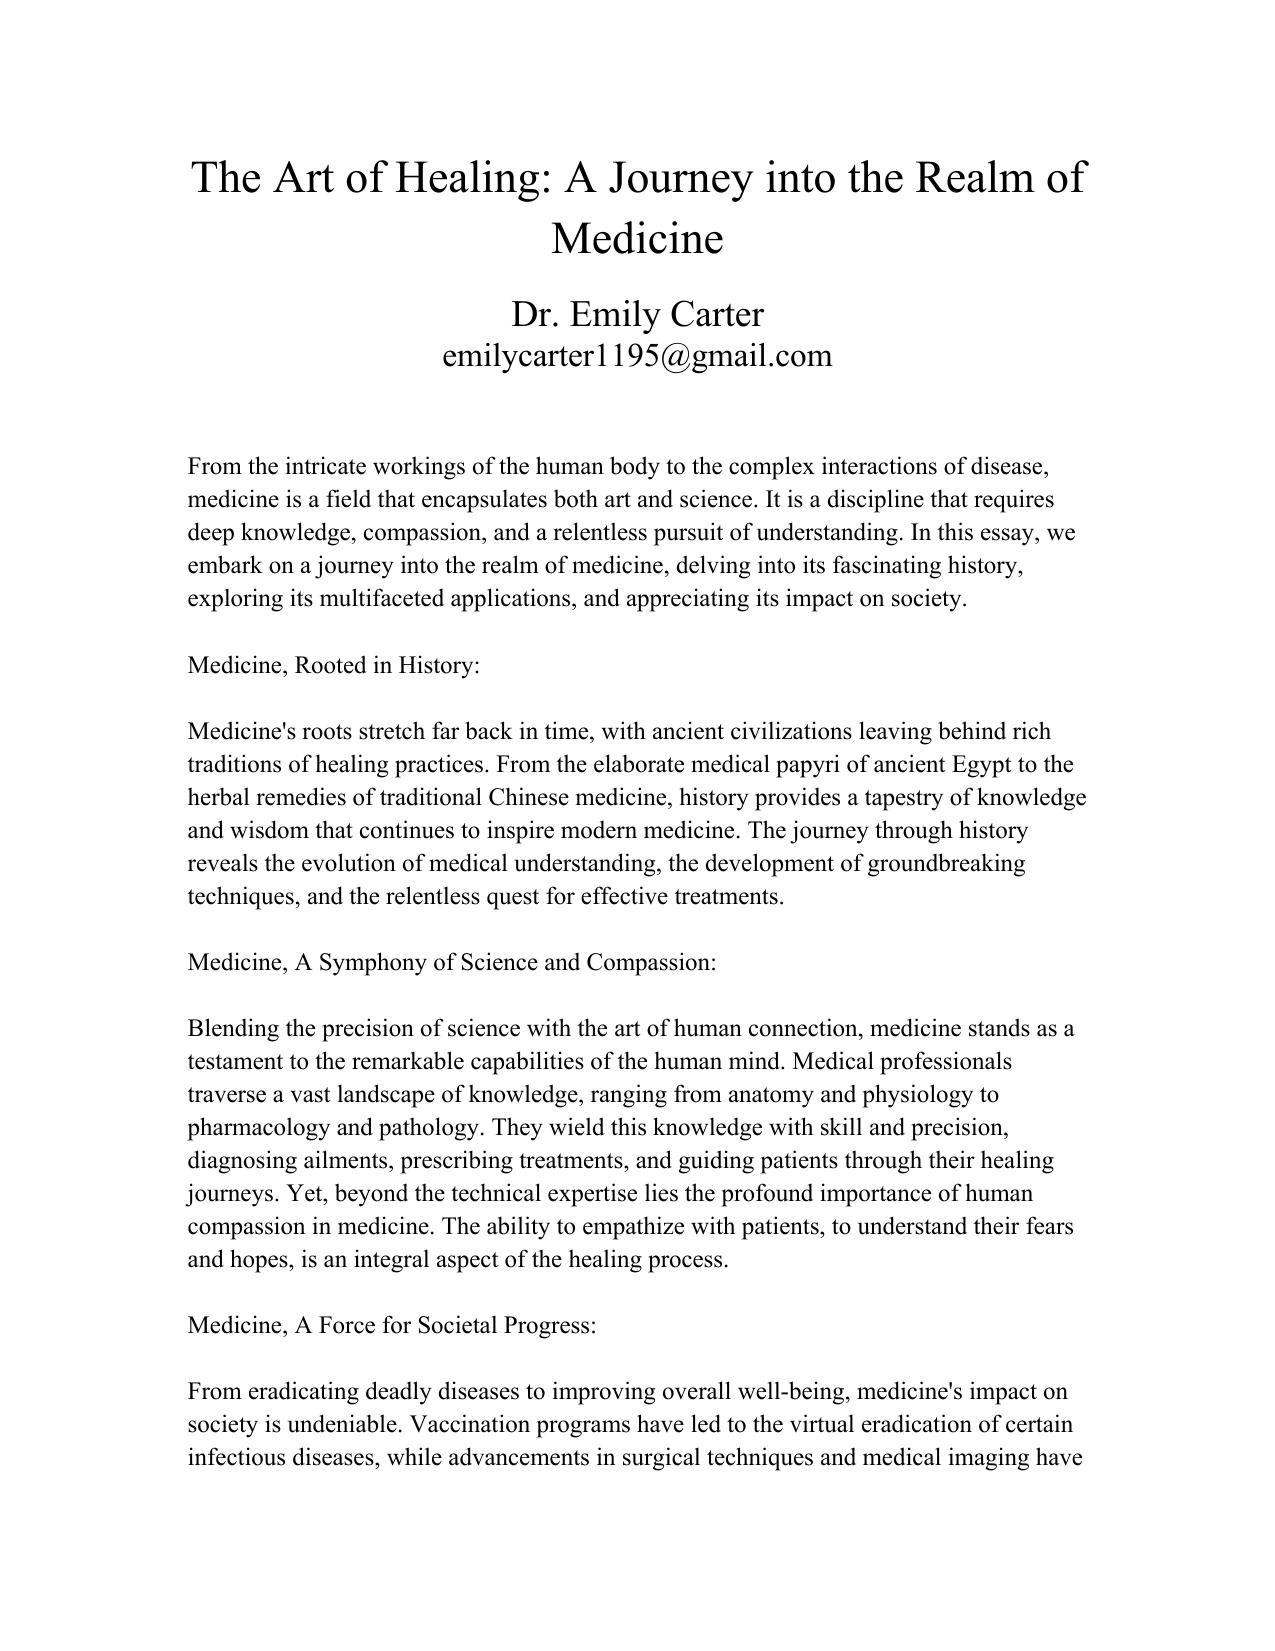 The Art of Healing: A Journey into the Realm of
Medicine
Dr. Emily Carter
emilycarter1195@gmail.com
From the intricate workings of the human body to the complex interactions of disease,
medicine is a field that encapsulates both art and science. It is a discipline that requires
deep knowledge, compassion, and a relentless pursuit of understanding. In this essay, we
embark on a journey into the realm of medicine, delving into its fascinating history,
exploring its multifaceted applications, and appreciating its impact on society.
Medicine, Rooted in History:
Medicine's roots stretch far back in time, with ancient civilizations leaving behind rich
traditions of healing practices. From the elaborate medical papyri of ancient Egypt to the
herbal remedies of traditional Chinese medicine, history provides a tapestry of knowledge
and wisdom that continues to inspire modern medicine. The journey through history
reveals the evolution of medical understanding, the development of groundbreaking
techniques, and the relentless quest for effective treatments.
Medicine, A Symphony of Science and Compassion:
Blending the precision of science with the art of human connection, medicine stands as a
testament to the remarkable capabilities of the human mind. Medical professionals
traverse a vast landscape of knowledge, ranging from anatomy and physiology to
pharmacology and pathology. They wield this knowledge with skill and precision,
diagnosing ailments, prescribing treatments, and guiding patients through their healing
journeys. Yet, beyond the technical expertise lies the profound importance of human
compassion in medicine. The ability to empathize with patients, to understand their fears
and hopes, is an integral aspect of the healing process.
Medicine, A Force for Societal Progress:
From eradicating deadly diseases to improving overall well-being, medicine's impact on
society is undeniable. Vaccination programs have led to the virtual eradication of certain
infectious diseases, while advancements in surgical techniques and medical imaging have